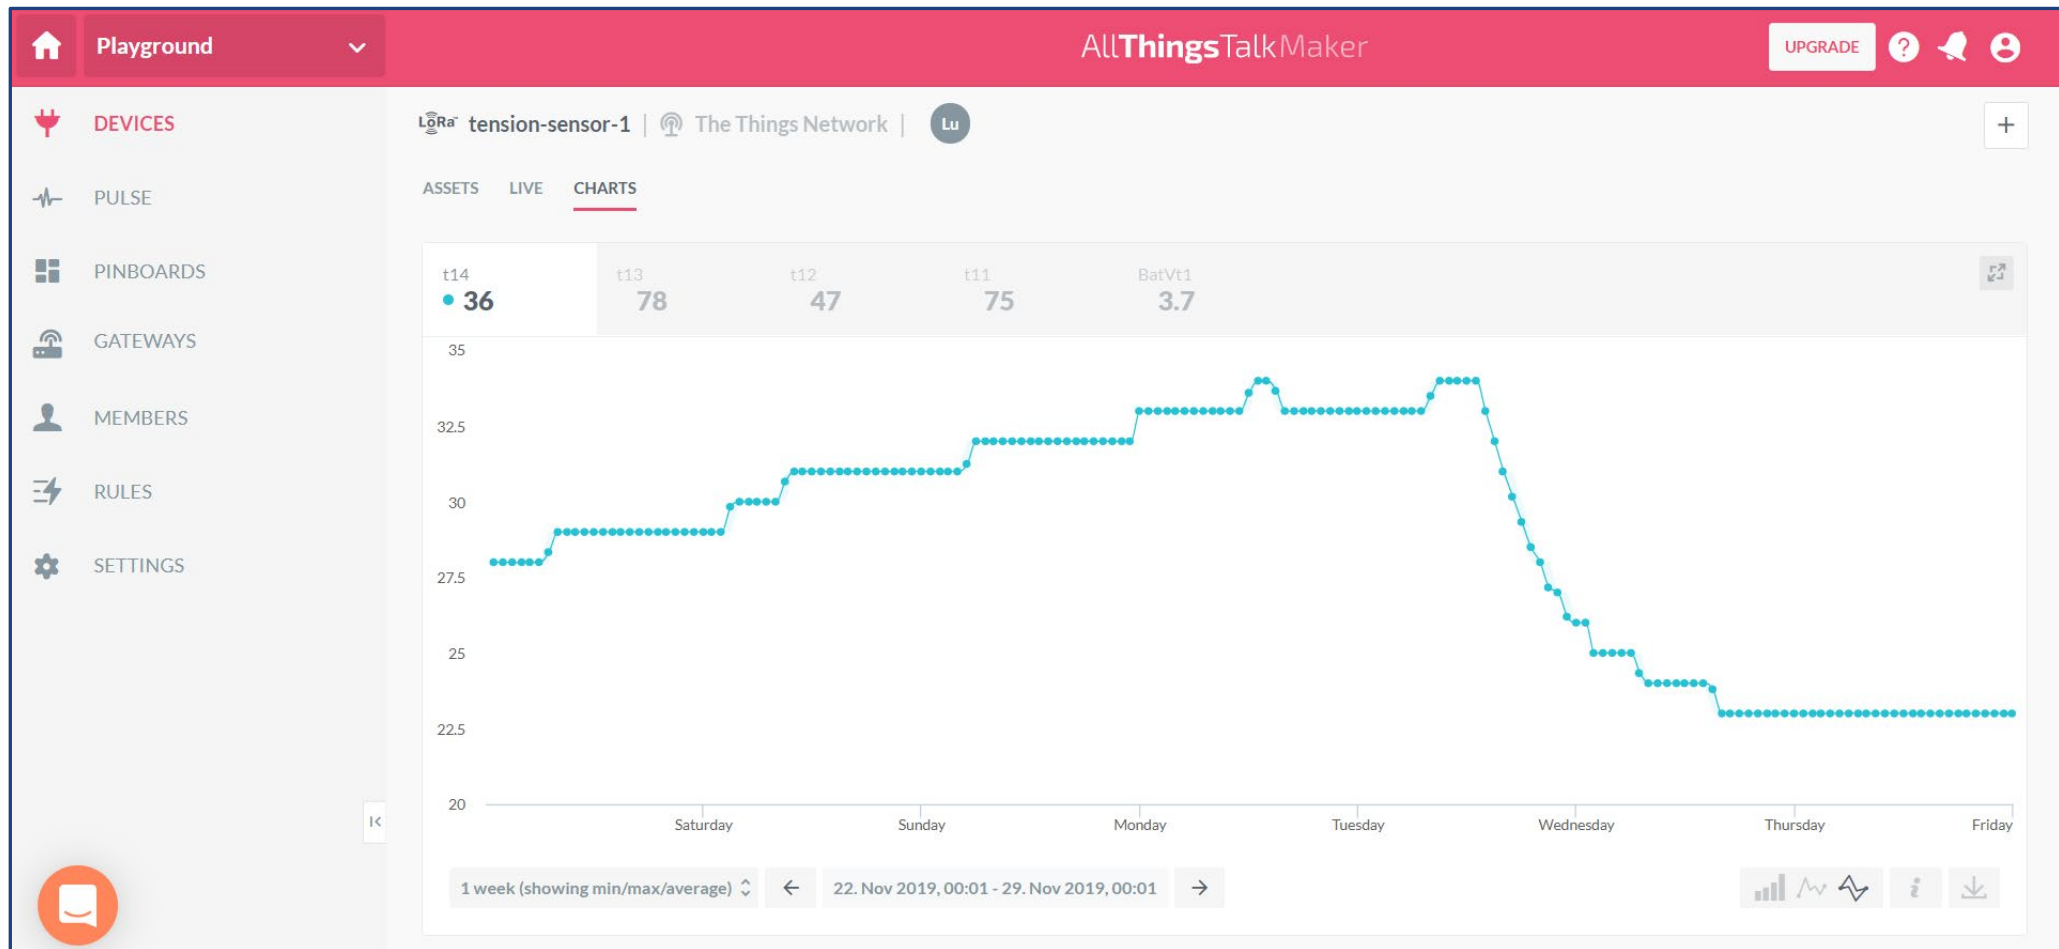 Playground
AllThingsTalkMaker
UPGRADE
?
DEVICES
PULSE
PINBOARDS
GATEWAYS
MEMBERS
RULES
SETTINGS
LoRa tension-sensor-1 | The Things Network | Lu
+
ASSETS LIVE CHARTS
t14 t13 t12 t11 BatVt1
36 78 47 75 3.7
35
32.5
30
27.5
25
22.5
20
Saturday Sunday Monday Tuesday Wednesday Thursday Friday
1 week (showing min/max/average) 22. Nov 2019, 00:01 - 29. Nov 2019, 00:01
i